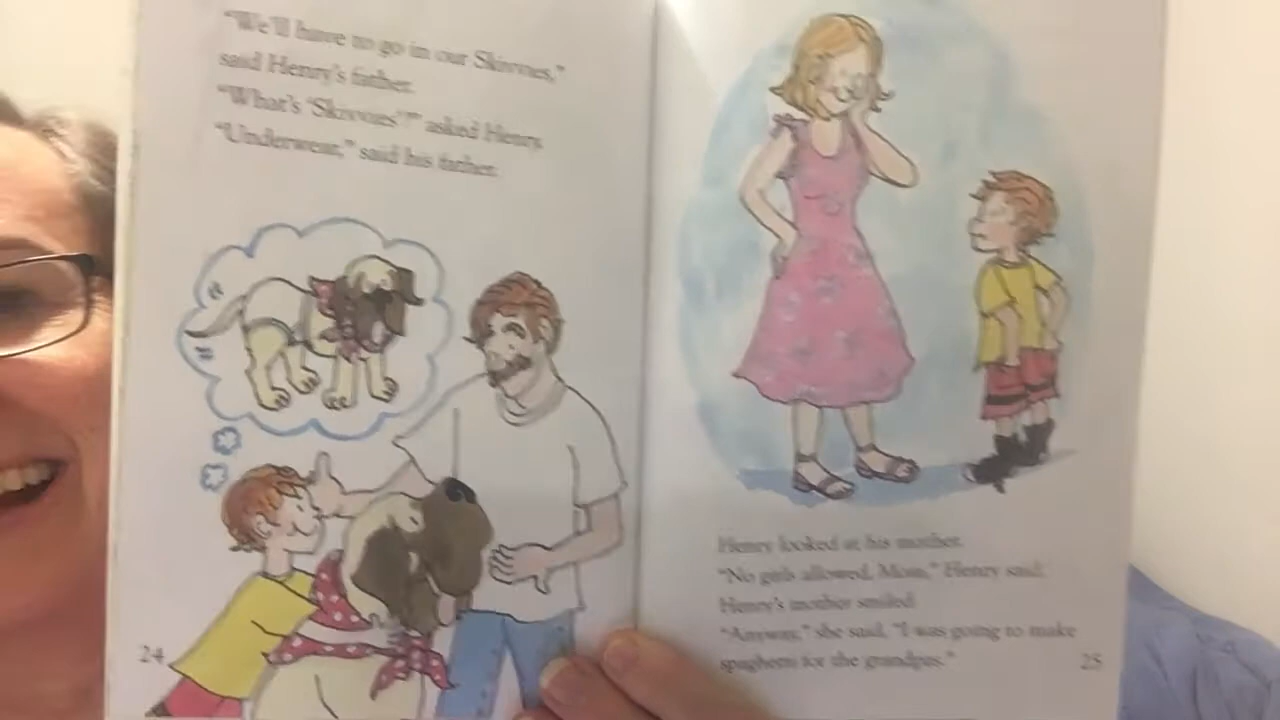 "We'll have to go in our Skivvies,"
said Henry's father.
"What's 'Skivvies'?" asked Henry.
"Underwear," said his father.
24
Henry looked at his mother.
"No girls allowed, Mom," Henry said.
Henry's mother smiled.
"Anyway," she said, "I was going to make
spaghetti for the grandpas."
25